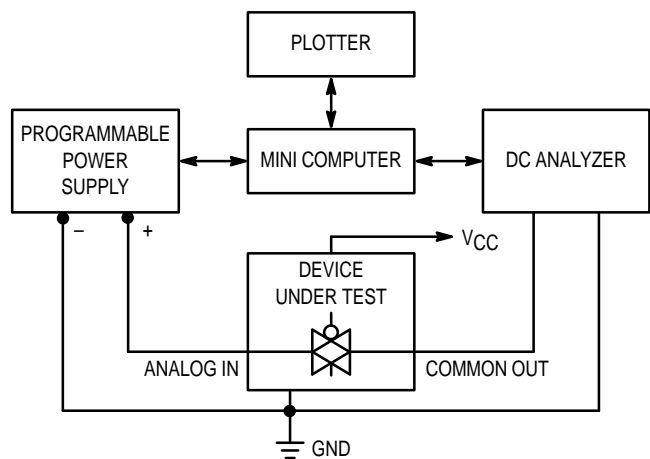 PLOTTER
PROGRAMMABLE
POWER
SUPPLY
MINI COMPUTER
DC ANALYZER
– +
VCC
DEVICE
UNDER TEST
ANALOG IN
COMMON OUT
GND